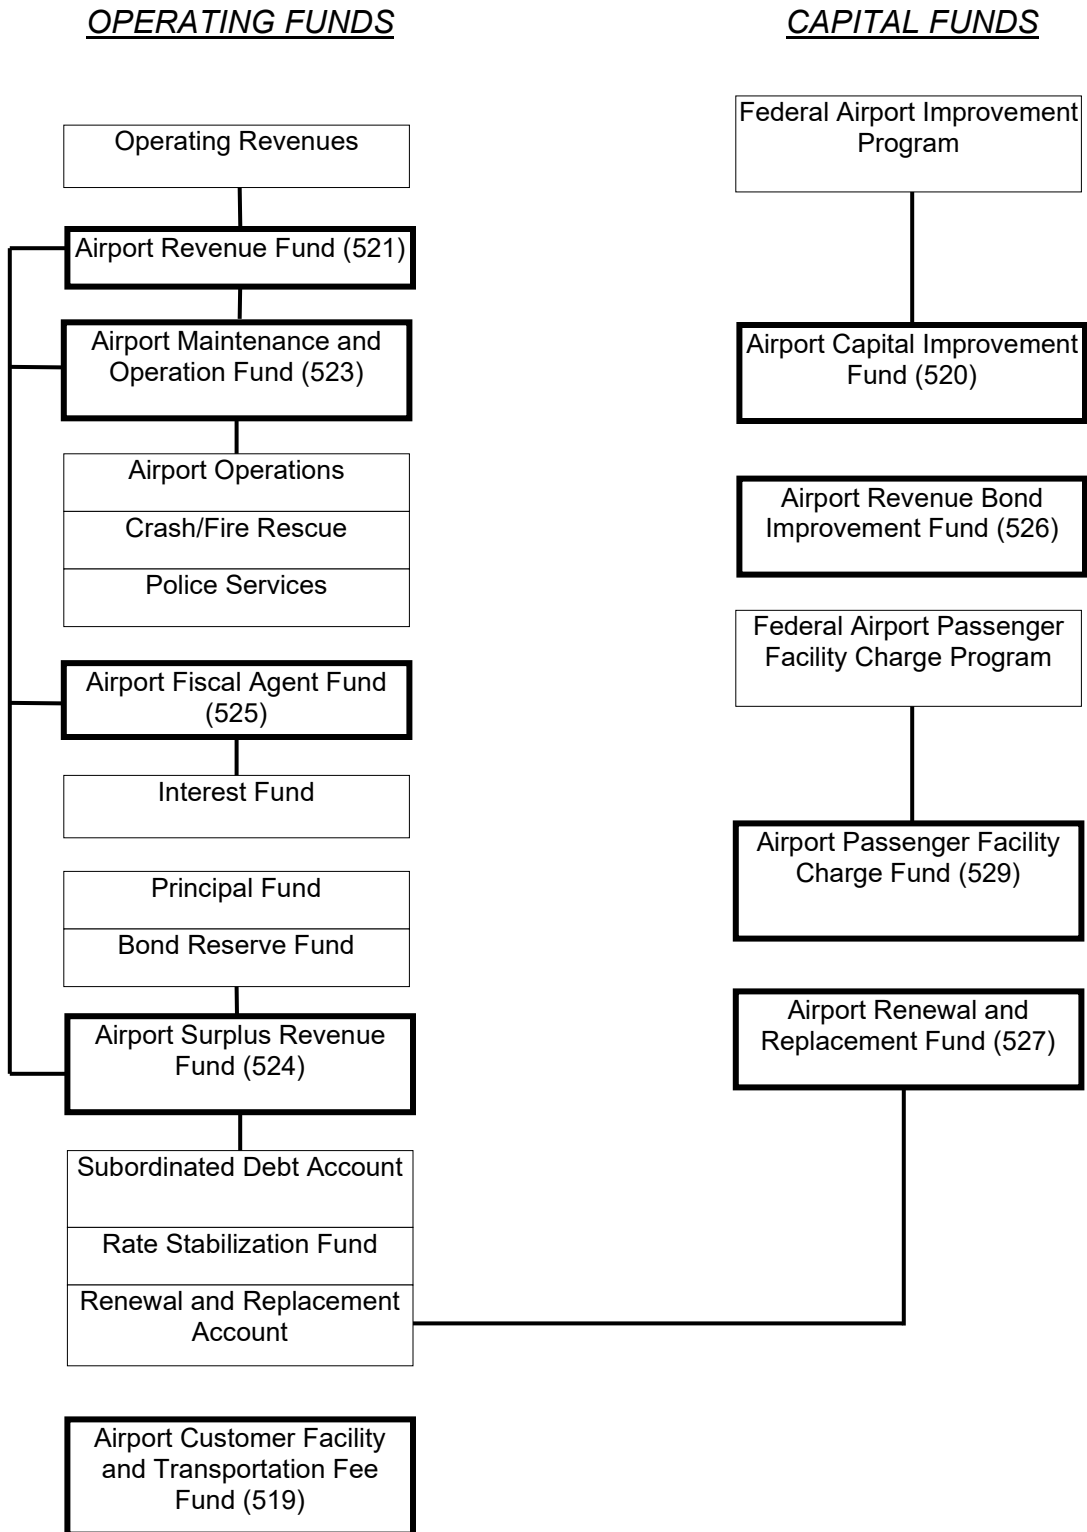 OPERATING FUNDS
Operating Revenues
Airport Revenue Fund (521)
Airport Maintenance and
Operation Fund (523)
Airport Operations
Crash/Fire Rescue
Police Services
Airport Fiscal Agent Fund
(525)
Interest Fund
Principal Fund
Bond Reserve Fund
Airport Surplus Revenue
Fund (524)
Subordinated Debt Account
Rate Stabilization Fund
Renewal and Replacement
Account
Airport Customer Facility
and Transportation Fee
Fund (519)
CAPITAL FUNDS
Federal Airport Improvement
Program
Airport Capital Improvement
Fund (520)
Airport Revenue Bond
Improvement Fund (526)
Federal Airport Passenger
Facility Charge Program
Airport Passenger Facility
Charge Fund (529)
Airport Renewal and
Replacement Fund (527)